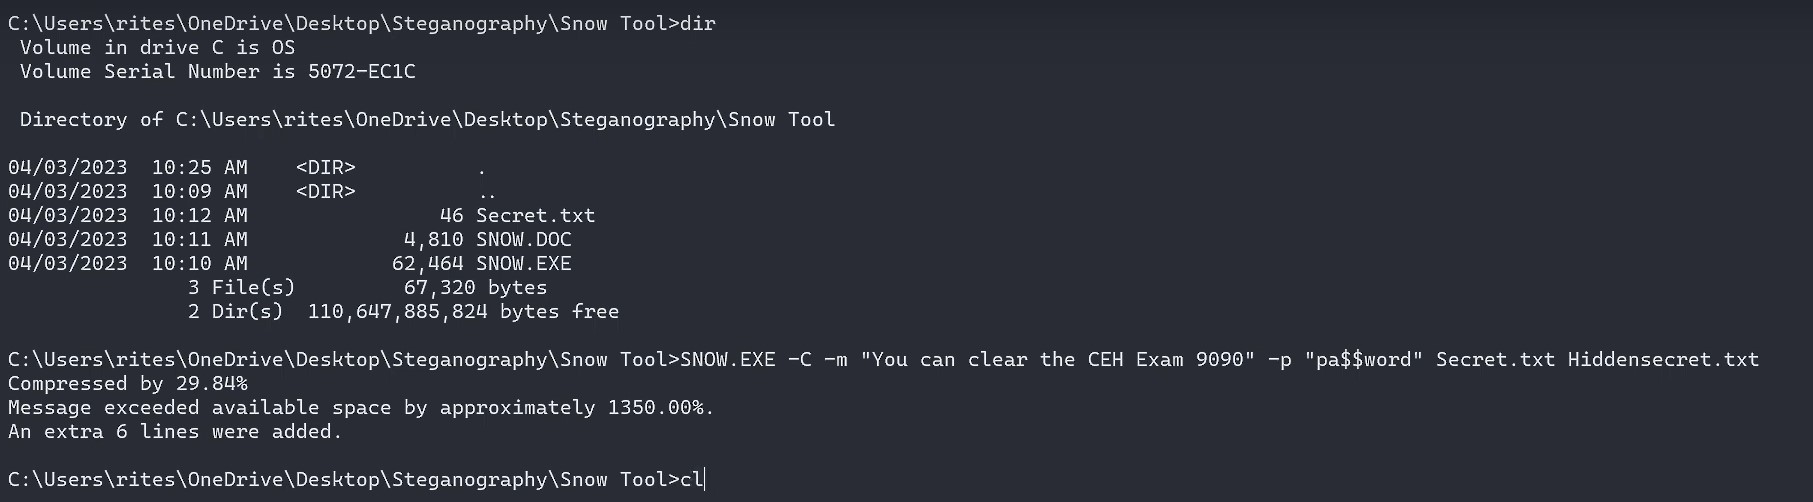 C:\Users\rites\OneDrive\Desktop\Steganography\Snow Tool>dir
 Volume in drive C is OS
 Volume Serial Number is 5072-EC1C

 Directory of C:\Users\rites\OneDrive\Desktop\Steganography\Snow Tool

04/03/2023  10:25 AM    <DIR>          .
04/03/2023  10:09 AM    <DIR>          ..
04/03/2023  10:12 AM                46 Secret.txt
04/03/2023  10:11 AM             4,810 SNOW.DOC
04/03/2023  10:10 AM            62,464 SNOW.EXE
               3 File(s)         67,320 bytes
               2 Dir(s)  110,647,885,824 bytes free

C:\Users\rites\OneDrive\Desktop\Steganography\Snow Tool>SNOW.EXE -C -m "You can clear the CEH Exam 9090" -p "pa$$word" Secret.txt Hiddensecret.txt
Compressed by 29.84%
Message exceeded available space by approximately 1350.00%.
An extra 6 lines were added.

C:\Users\rites\OneDrive\Desktop\Steganography\Snow Tool>cl